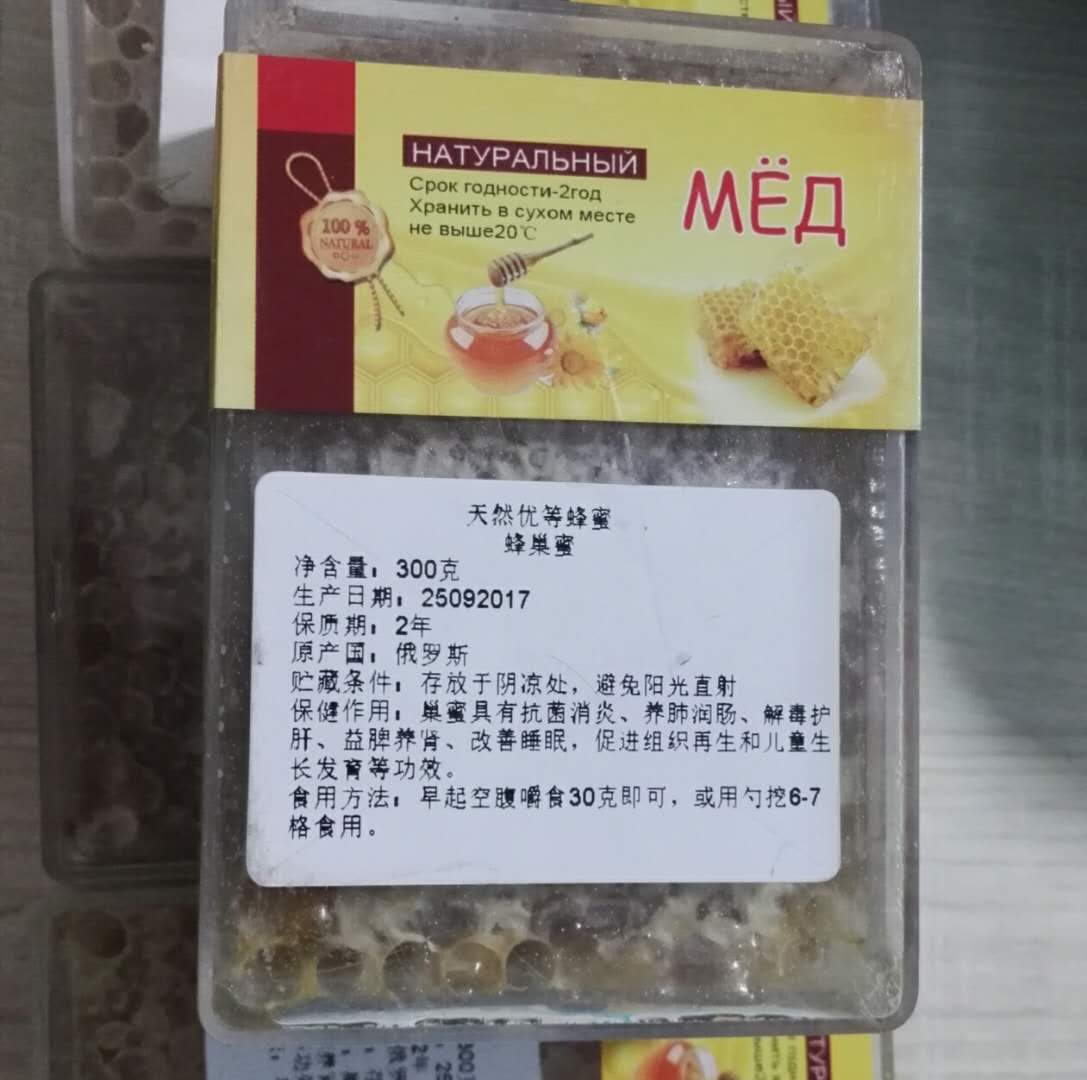 НАТУРАЛЬНЫЙ
Срок годности-2год
Хранить в сухом месте
не выше20℃
МЁД
100 %
NATURAL
天然优等蜂蜜
蜂巢蜜
净含量：300克
生产日期：25092017
保质期：2年
原产国：俄罗斯
贮藏条件：存放于阴凉处，避免阳光直射
保健作用：巢蜜具有抗菌消炎、养肺润肠、解毒护
肝、益脾养肾、改善睡眠，促进组织再生和儿童生
长发育等功效。
食用方法：早起空腹嚼食30克即可，或用勺挖6-7
格食用。